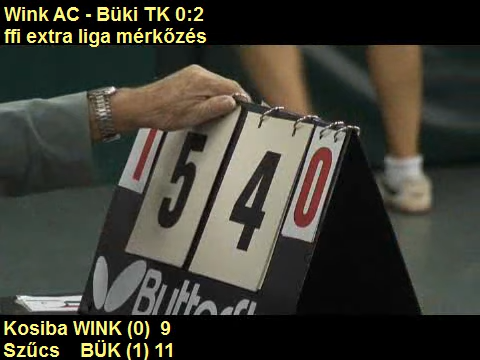 Wink AC - Büki TK 0:2
ffi extra liga mérkőzés
1 5 4 0
Butterfl
Kosiba WINK (0) 9
Szűcs BÜK (1) 11